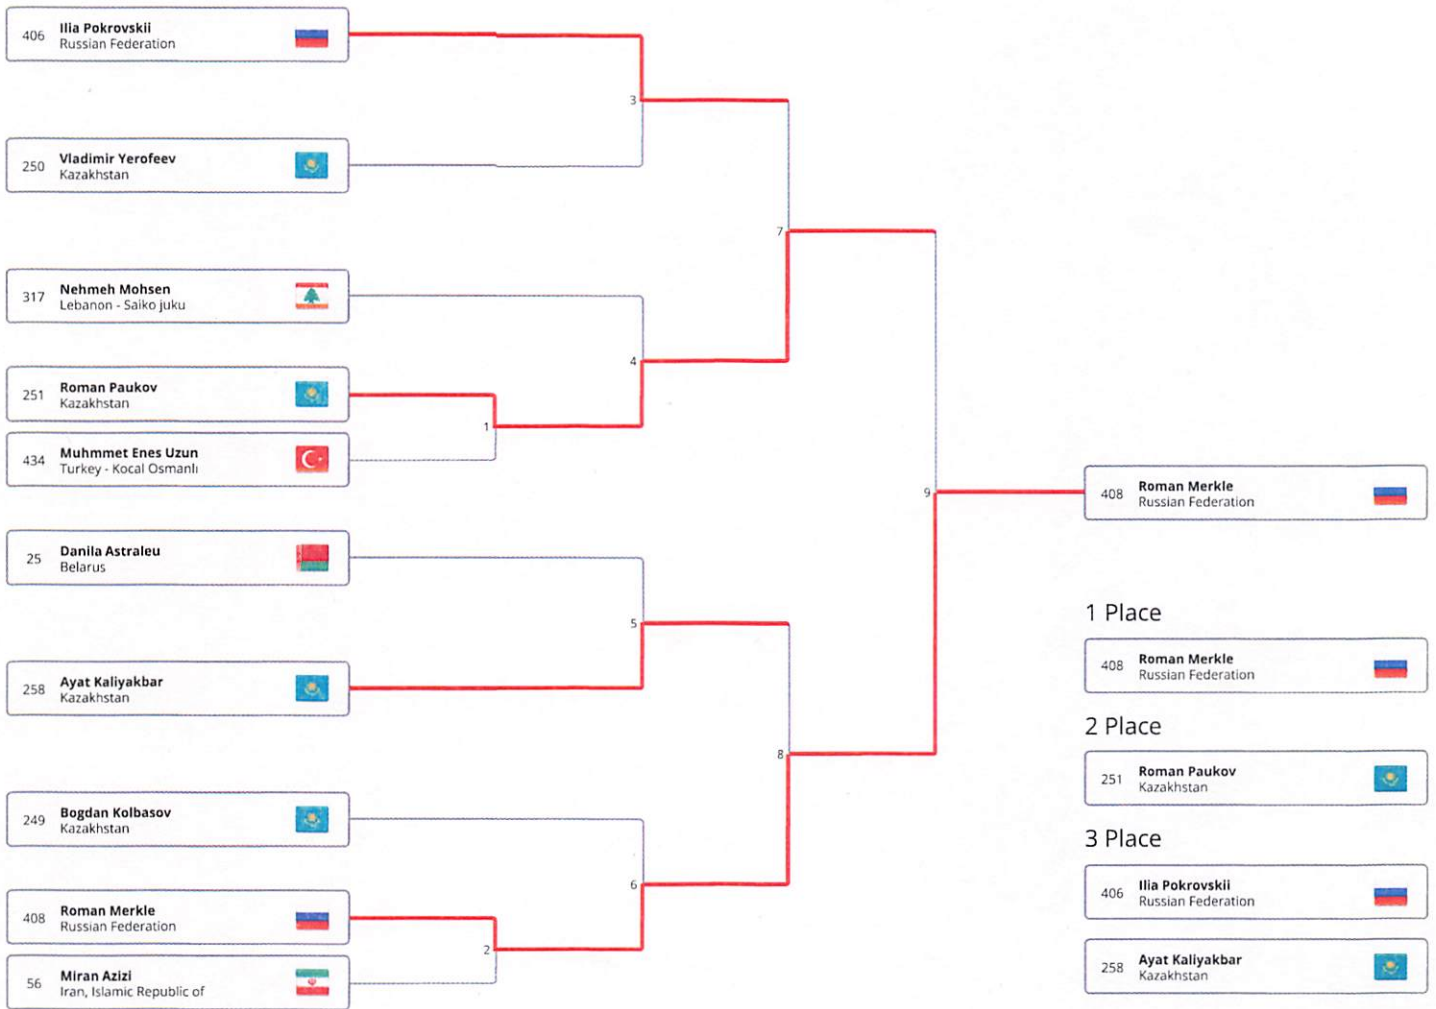 406 Ilia Pokrovskii
Russian Federation
3
250 Vladimir Yerofeev
Kazakhstan
7
317 Nehmeh Mohsen
Lebanon - Saiko juku
4
251 Roman Paukov
Kazakhstan
1
434 Muhmmet Enes Uzun
Turkey - Kocal Osmanlı
9
408 Roman Merkle
Russian Federation
25 Danila Astraleu
Belarus
5
258 Ayat Kaliyakbar
Kazakhstan
8
249 Bogdan Kolbasov
Kazakhstan
6
408 Roman Merkle
Russian Federation
2
56 Miran Azizi
Iran, Islamic Republic of
1 Place
408 Roman Merkle
Russian Federation
2 Place
251 Roman Paukov
Kazakhstan
3 Place
406 Ilia Pokrovskii
Russian Federation
258 Ayat Kaliyakbar
Kazakhstan